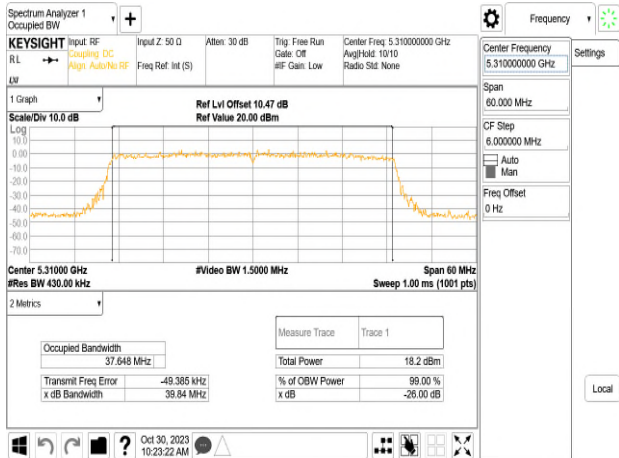 Spectrum Analyzer 1
Occupied BW
+
Frequency
KEYSIGHT
Input: RF
Input Z: 50 Ω
Atten: 30 dB
Trig: Free Run
Center Freq: 5.310000000 GHz
RL
Coupling: DC
Gate: Off
Avg|Hold: 10/10
Align: Auto/No RF
Freq Ref: Int (S)
#IF Gain: Low
Radio Std: None
Center Frequency
5.310000000 GHz
Settings
Span
60.000 MHz
CF Step
6.000000 MHz
Auto
Man
Freq Offset
0 Hz
1 Graph
Ref Lvl Offset 10.47 dB
Scale/Div 10.0 dB
Ref Value 20.00 dBm
Log
10.0
0.00
-10.0
-20.0
-30.0
-40.0
-50.0
-60.0
-70.0
Center 5.31000 GHz
#Video BW 1.5000 MHz
Span 60 MHz
#Res BW 430.00 kHz
Sweep 1.00 ms (1001 pts)
2 Metrics
Measure Trace
Trace 1
Occupied Bandwidth
37.648 MHz
Total Power
18.2 dBm
Transmit Freq Error
-49.385 kHz
% of OBW Power
99.00 %
x dB Bandwidth
39.84 MHz
x dB
-26.00 dB
Local
?
Oct 30, 2023
10:23:22 AM